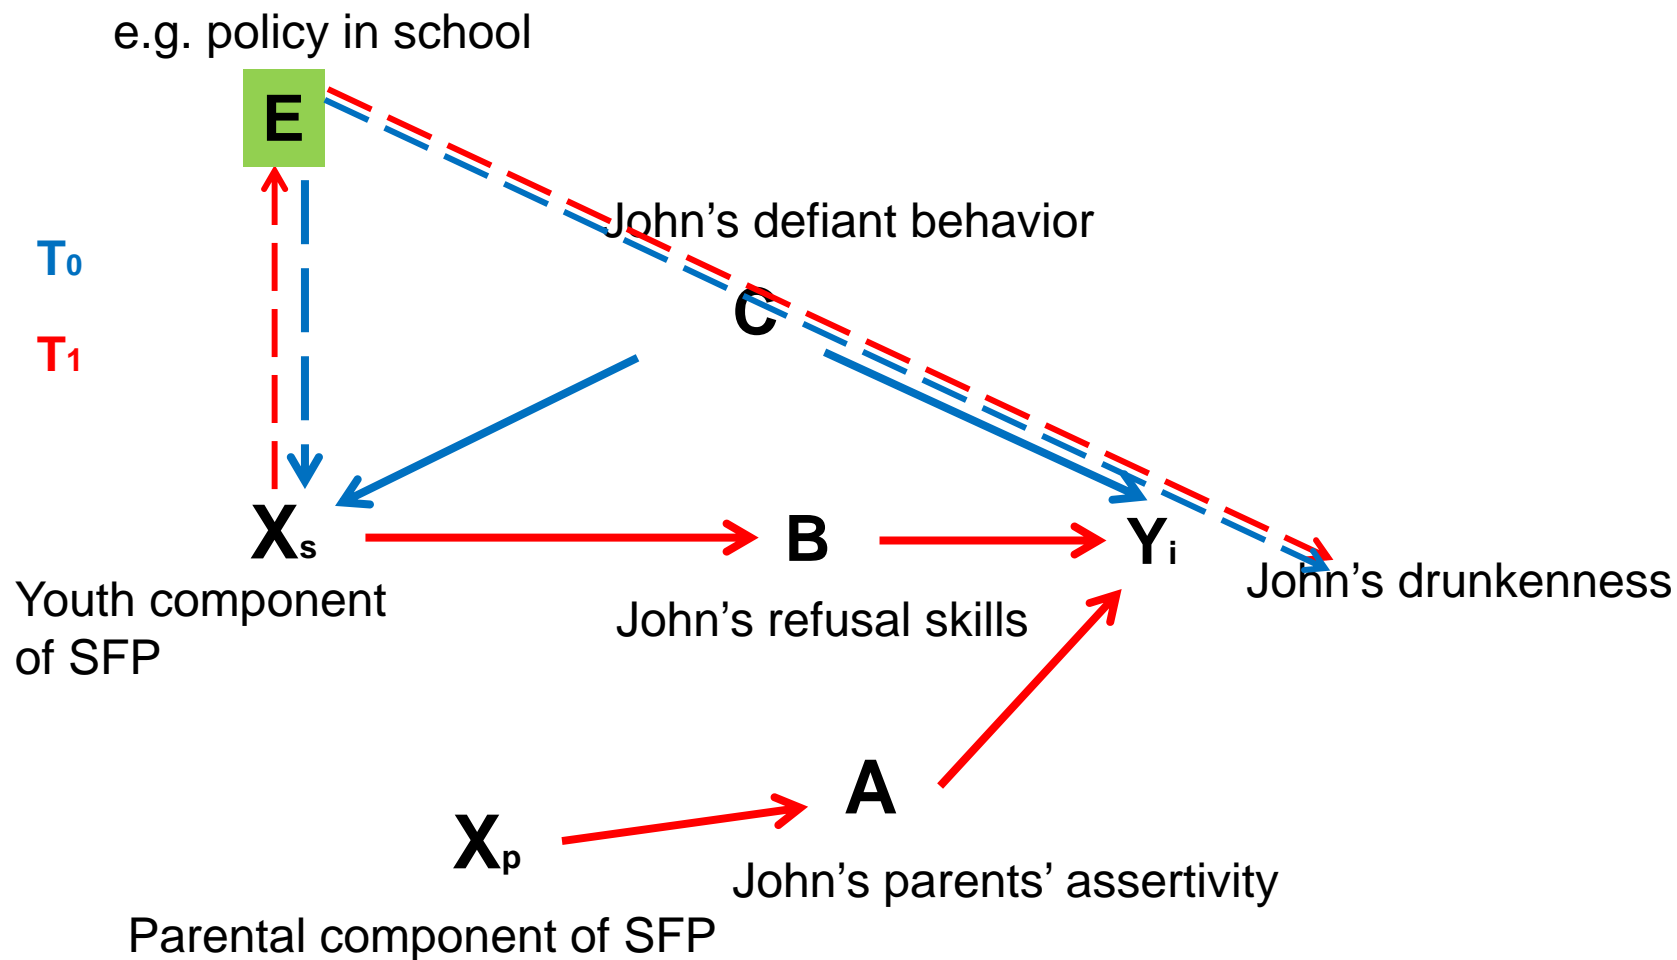 e.g. policy in school
E
John’s defiant behavior
T0
C
T1
Xs
B
Yi
John’s drunkenness
Youth component
of SFP
John’s refusal skills
A
Xp
John’s parents’ assertivity
Parental component of SFP